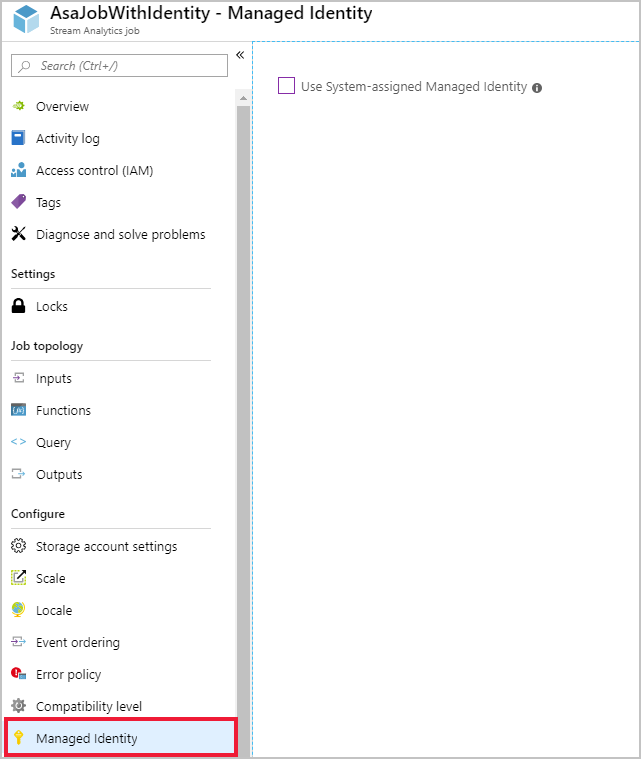 AsaJobWithIdentity - Managed Identity
Stream Analytics job
«
Search (Ctrl+/)
Use System-assigned Managed Identity
Overview
Activity log
Access control (IAM)
Tags
Diagnose and solve problems
Settings
Locks
Job topology
Inputs
Functions
Query
Outputs
Configure
Storage account settings
Scale
Locale
Event ordering
Error policy
Compatibility level
Managed Identity